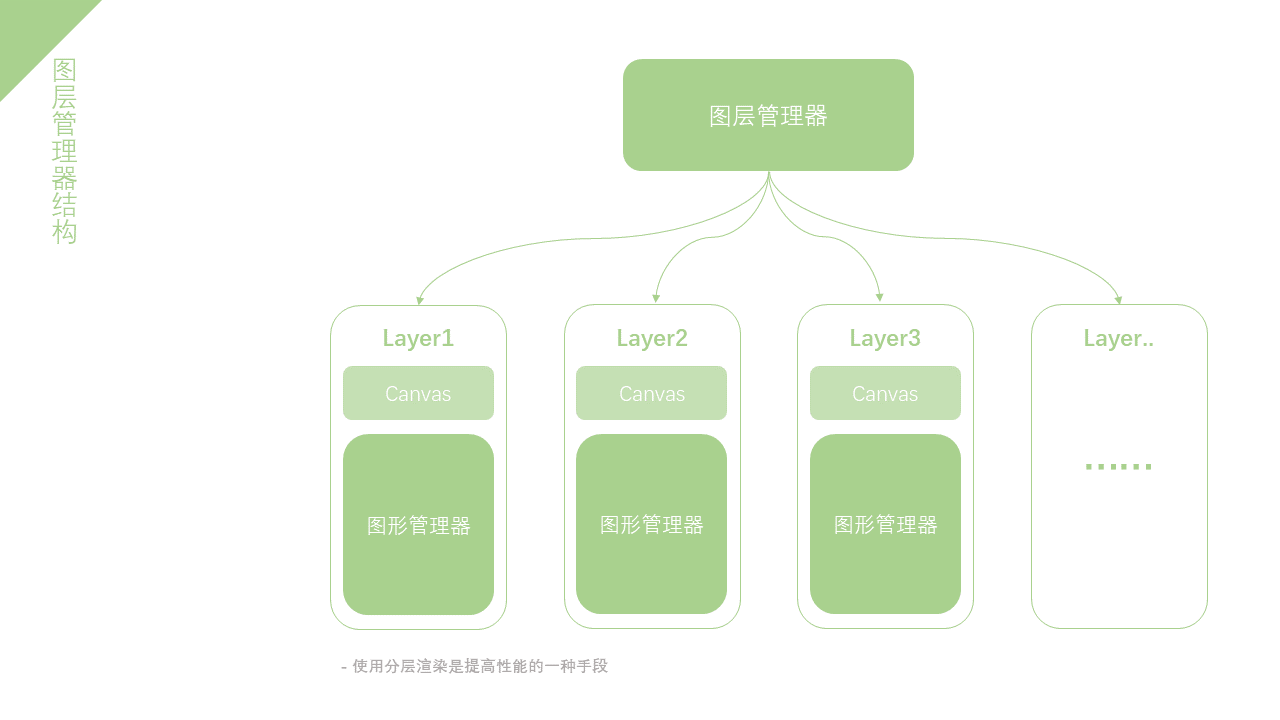 图层管理器结构
图层管理器
Layer1
Canvas
图形管理器
Layer2
Canvas
图形管理器
Layer3
Canvas
图形管理器
Layer..
……
- 使用分层渲染是提高性能的一种手段